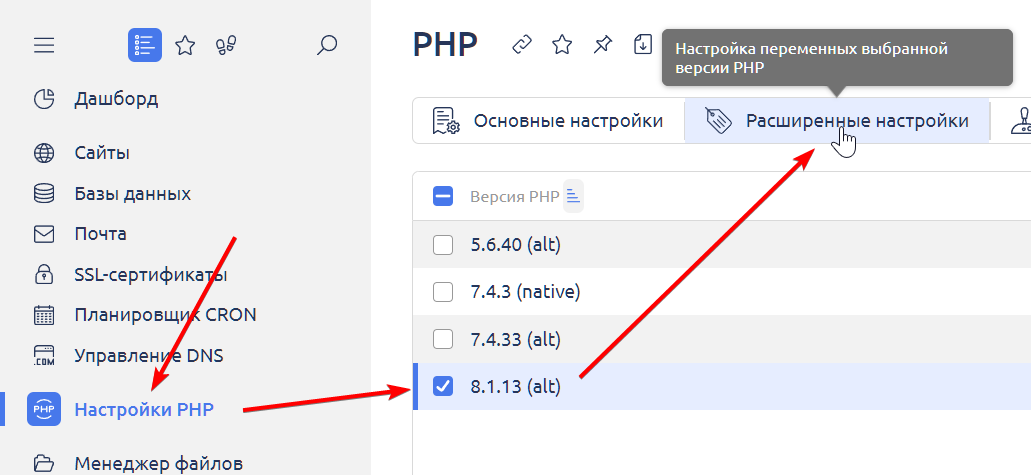 PHP
Настройка переменных выбранной
версии PHP
Дашборд
Основные настройки
Расширенные настройки
Сайты
Базы данных
Версия PHP
Почта
5.6.40 (alt)
SSL-сертификаты
7.4.3 (native)
Планировщик CRON
7.4.33 (alt)
.COM
Управление DNS
8.1.13 (alt)
PHP
Настройки PHP
Менеджер файлов